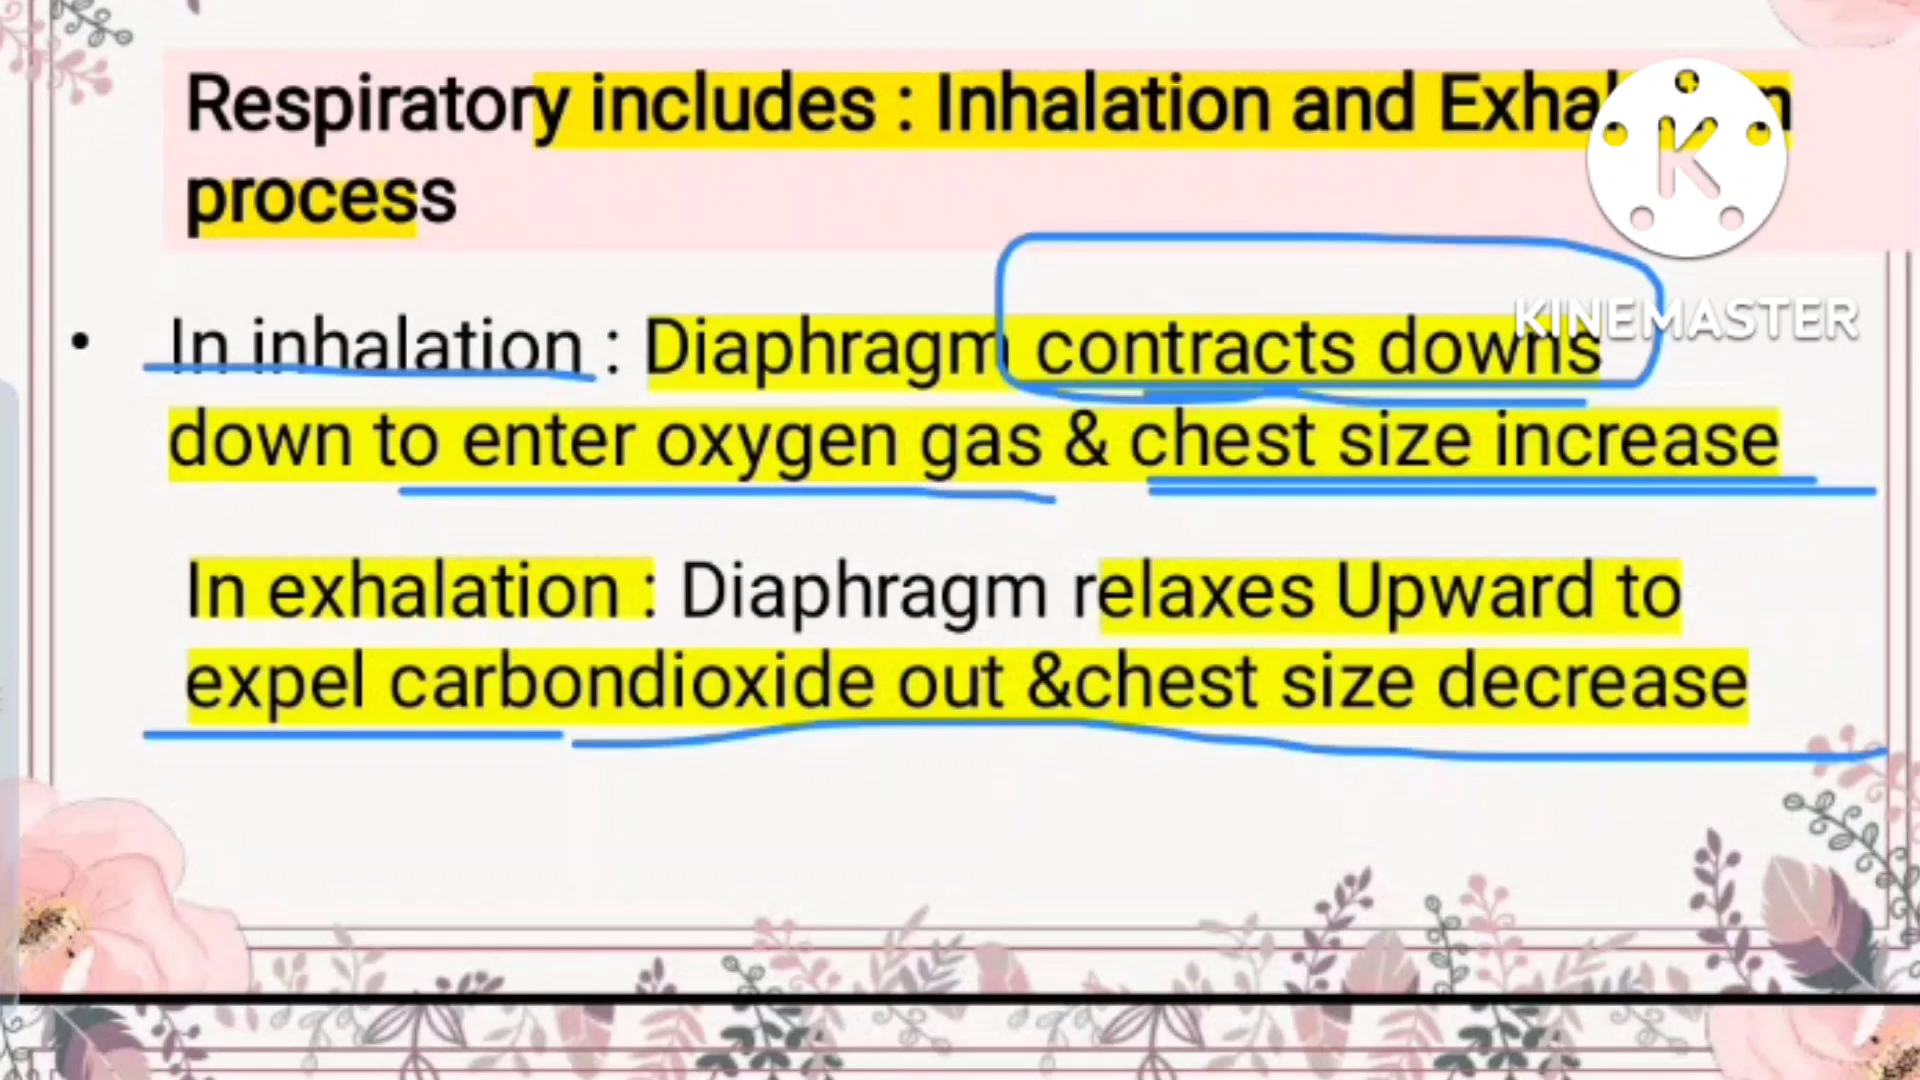 Respiratory includes : Inhalation and Exhalation
process
KINEMASTER
• In inhalation : Diaphragm contracts downs
down to enter oxygen gas & chest size increase
In exhalation : Diaphragm relaxes Upward to
expel carbondioxide out &chest size decrease